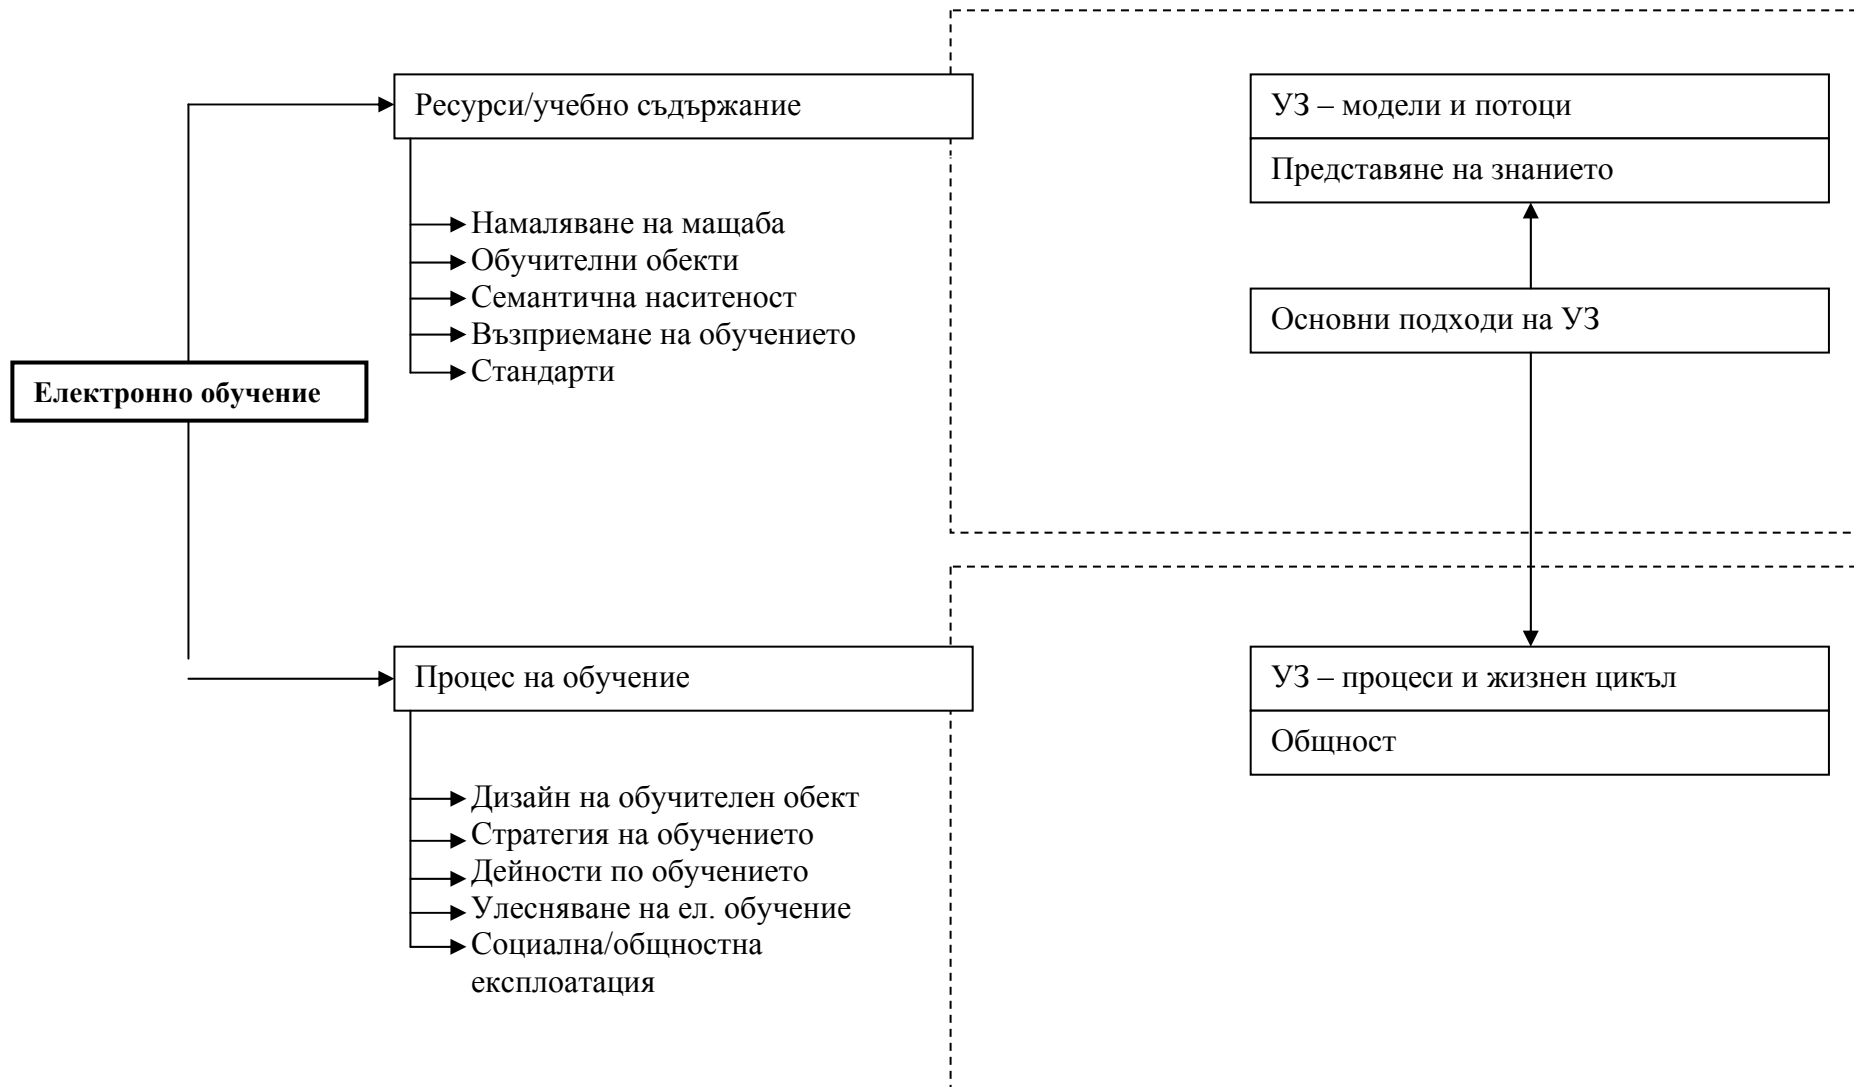 Ресурси/учебно съдържание
УЗ – модели и потоци
Представяне на знанието
Намаляване на мащаба
Обучителни обекти
Семантична наситеност
Възприемане на обучението
Стандарти
Основни подходи на УЗ
Електронно обучение
Процес на обучение
УЗ – процеси и жизнен цикъл
Общност
Дизайн на обучителен обект
Стратегия на обучението
Дейности по обучението
Улесняване на ел. обучение
Социална/общностна
експлоатация